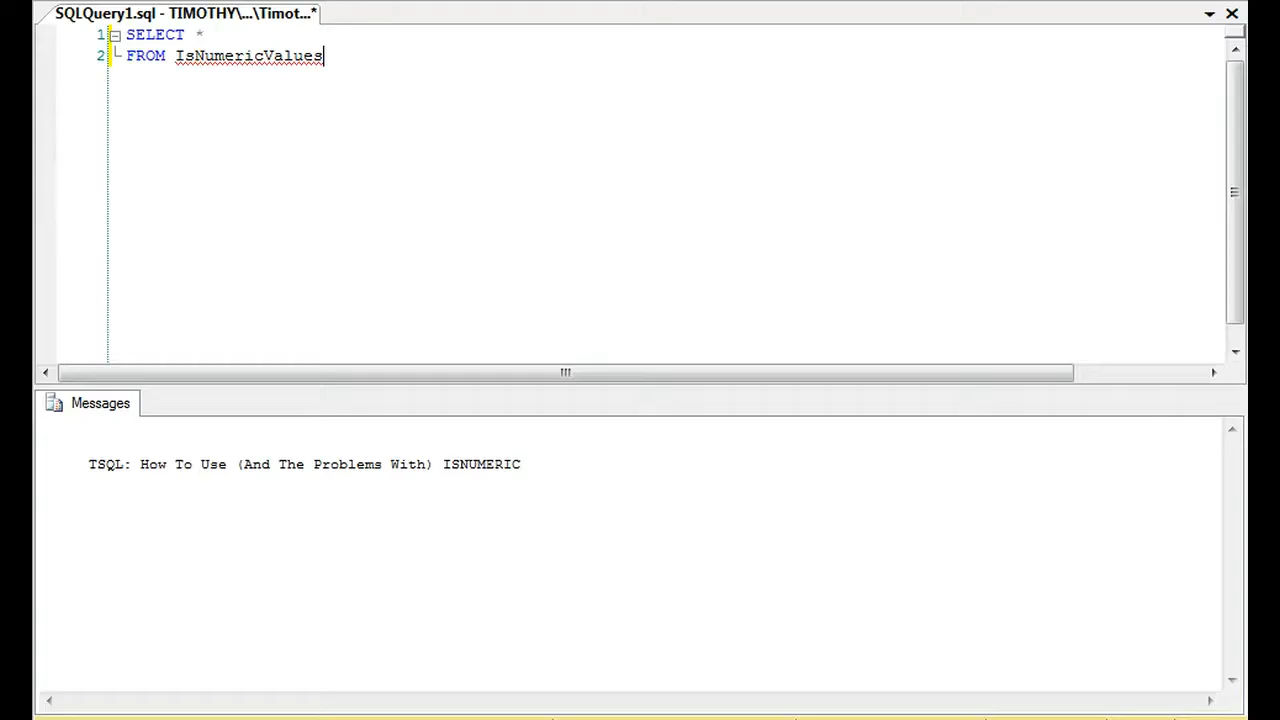 SQLQuery1.sql - TIMOTHY\...\Timot...*
1 SELECT *
2 FROM IsNumericValues
Messages
TSQL: How To Use (And The Problems With) ISNUMERIC